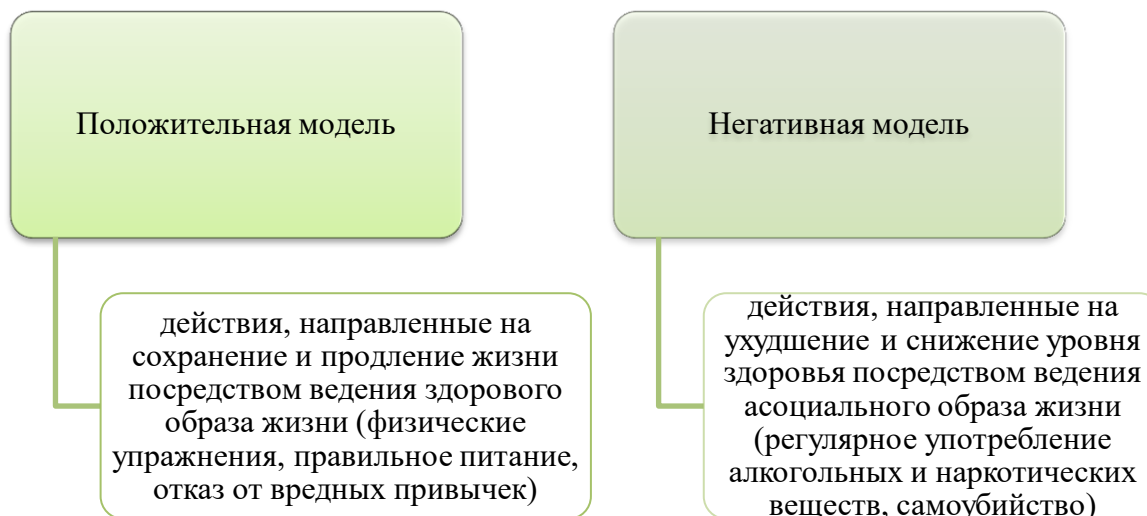 Положительная модель
действия, направленные на
сохранение и продление жизни
посредством ведения здорового
образа жизни (физические
упражнения, правильное питание,
отказ от вредных привычек)
Негативная модель
действия, направленные на
ухудшение и снижение уровня
здоровья посредством ведения
асоциального образа жизни
(регулярное употребление
алкогольных и наркотических
веществ, самоубийство)